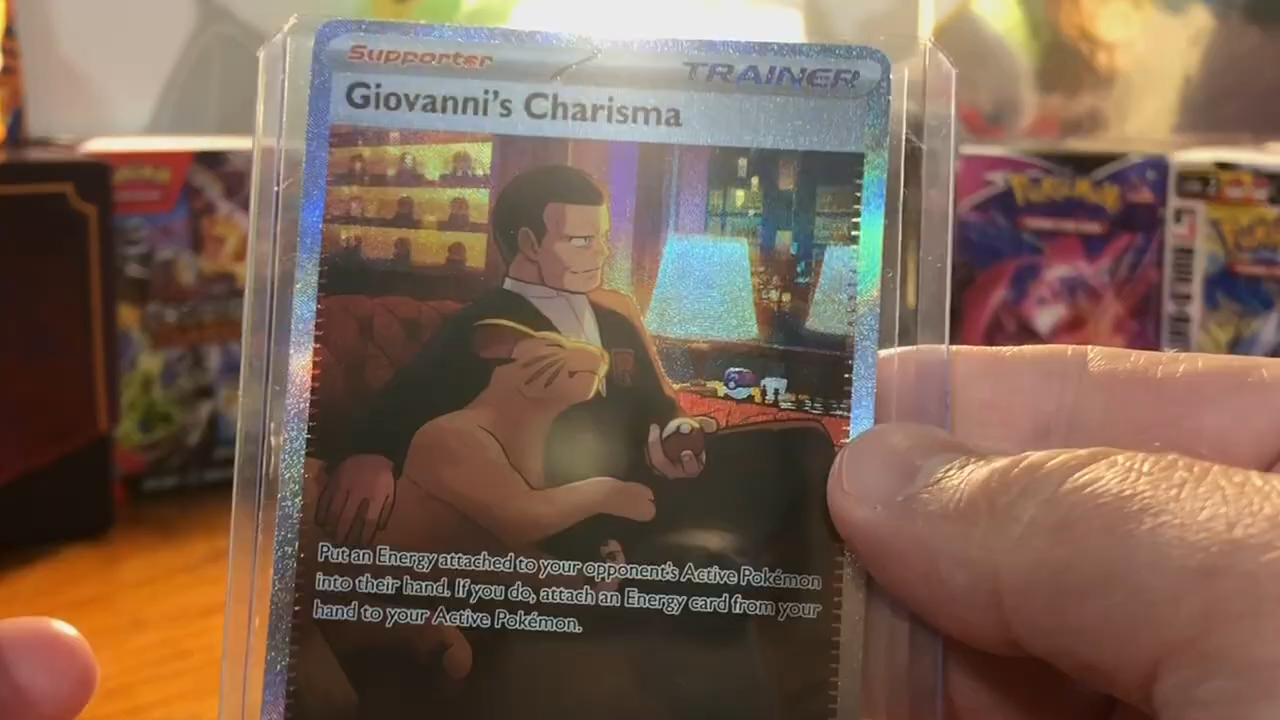 Supporter
TRAINER
Giovanni's Charisma
R
Put an Energy attached to your opponent's Active Pokémon
into their hand. If you do, attach an Energy card from your
hand to your Active Pokémon.
POKéMON